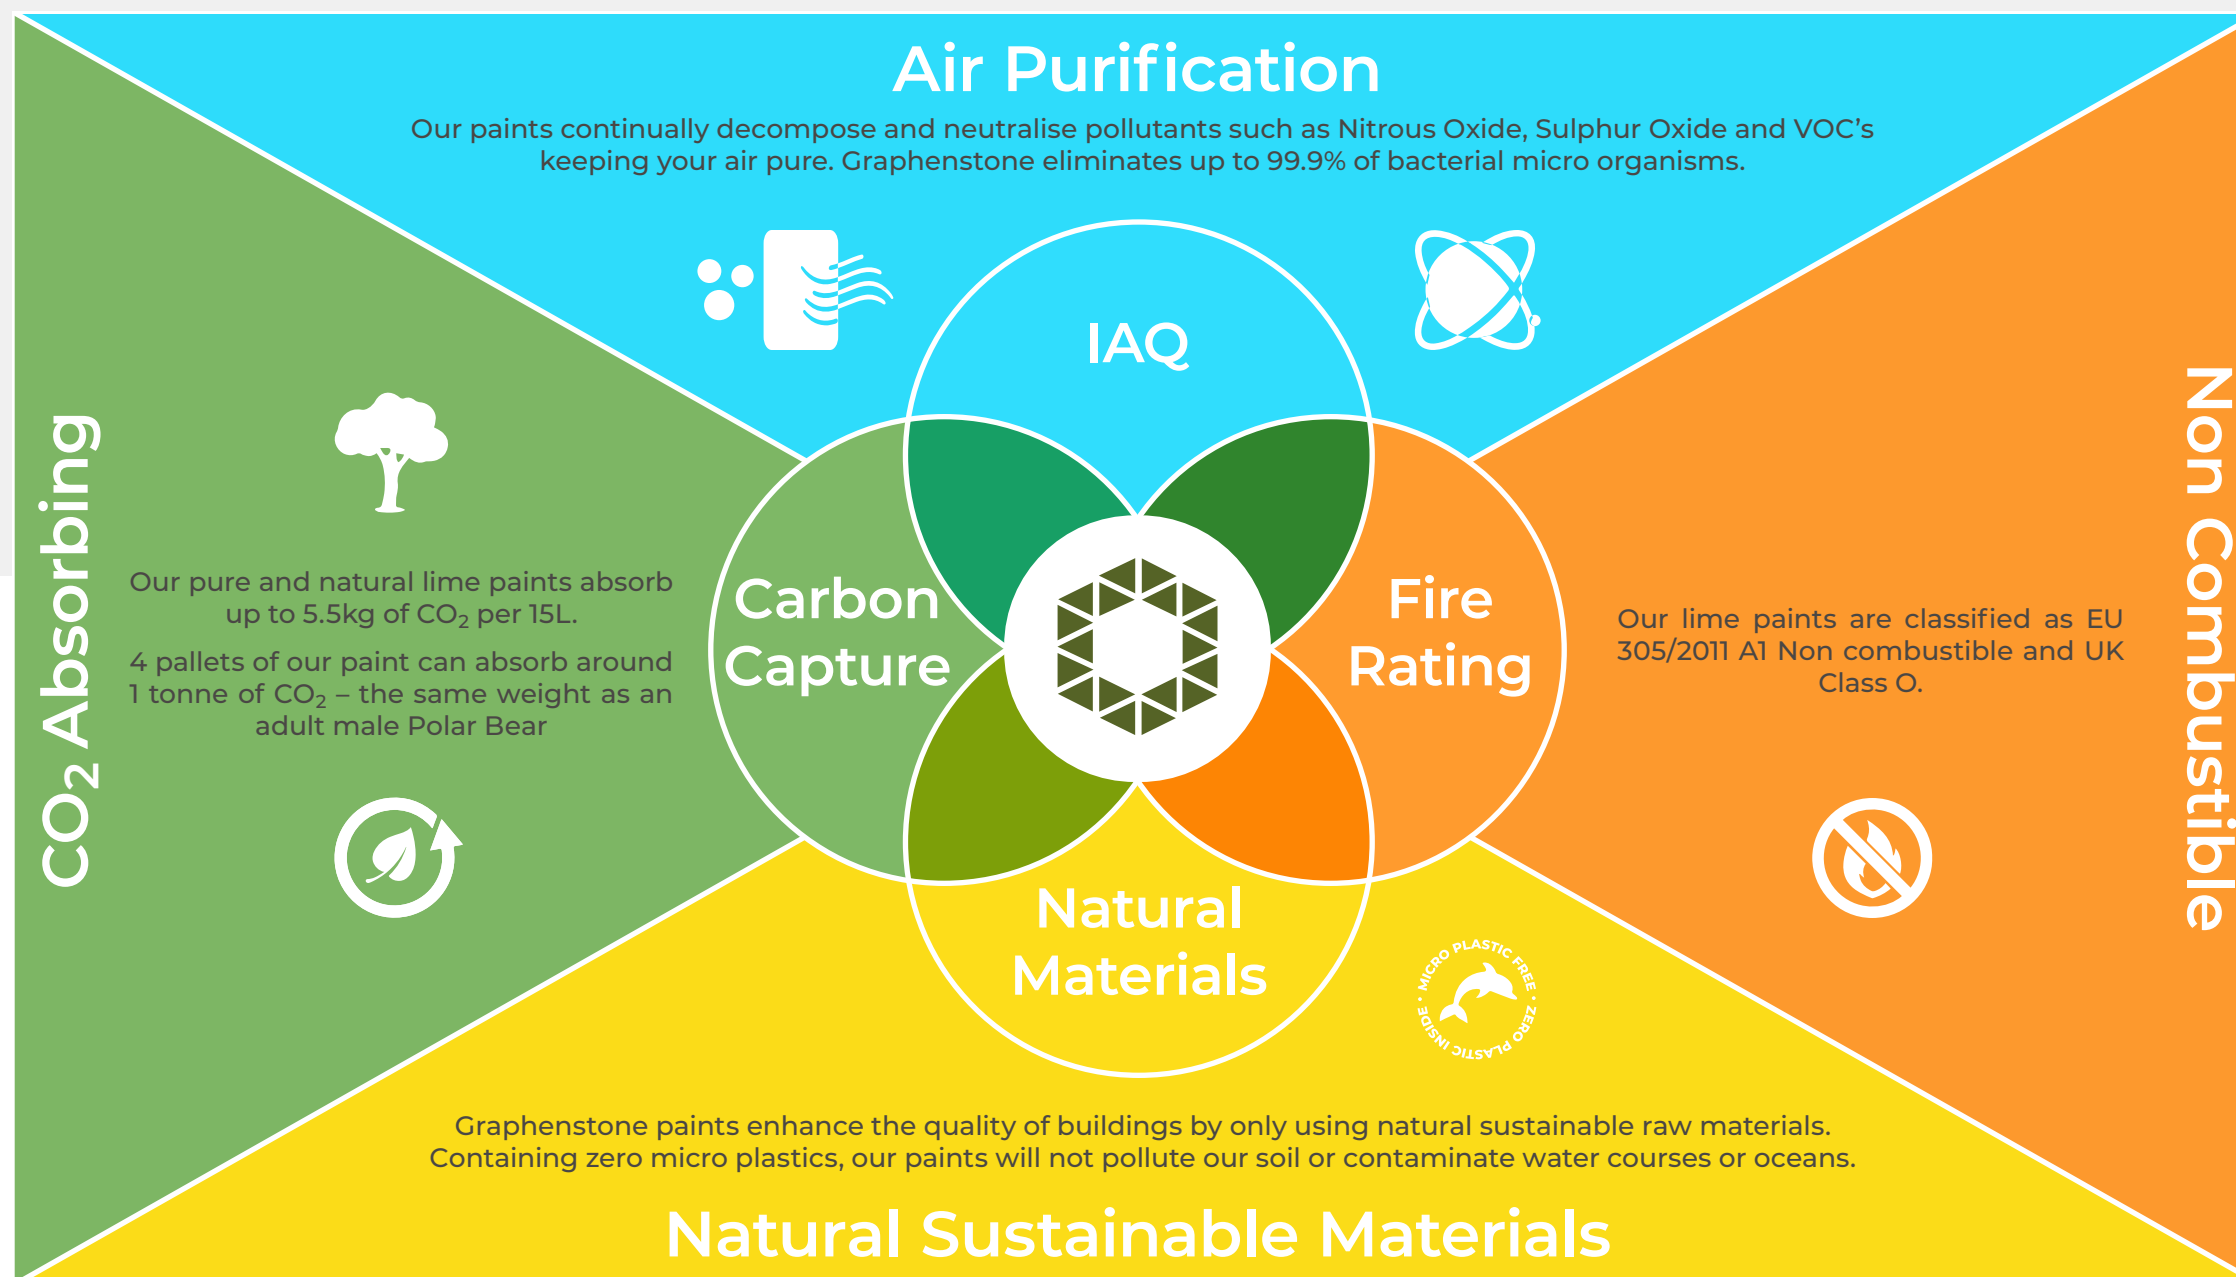 Air Purification
Our paints continually decompose and neutralise pollutants such as Nitrous Oxide, Sulphur Oxide and VOC’s
keeping your air pure. Graphenstone eliminates up to 99.9% of bacterial micro organisms.
IAQ
CO₂ Absorbing
Our pure and natural lime paints absorb
up to 5.5kg of CO₂ per 15L.
4 pallets of our paint can absorb around
1 tonne of CO₂ – the same weight as an
adult male Polar Bear
Carbon
Capture
Fire
Rating
Our lime paints are classified as EU
305/2011 A1 Non combustible and UK
Class O.
Non Combustible
Natural
Materials
MICRO PLASTIC FREE • ZERO PLASTIC INSIDE •
Graphenstone paints enhance the quality of buildings by only using natural sustainable raw materials.
Containing zero micro plastics, our paints will not pollute our soil or contaminate water courses or oceans.
Natural Sustainable Materials